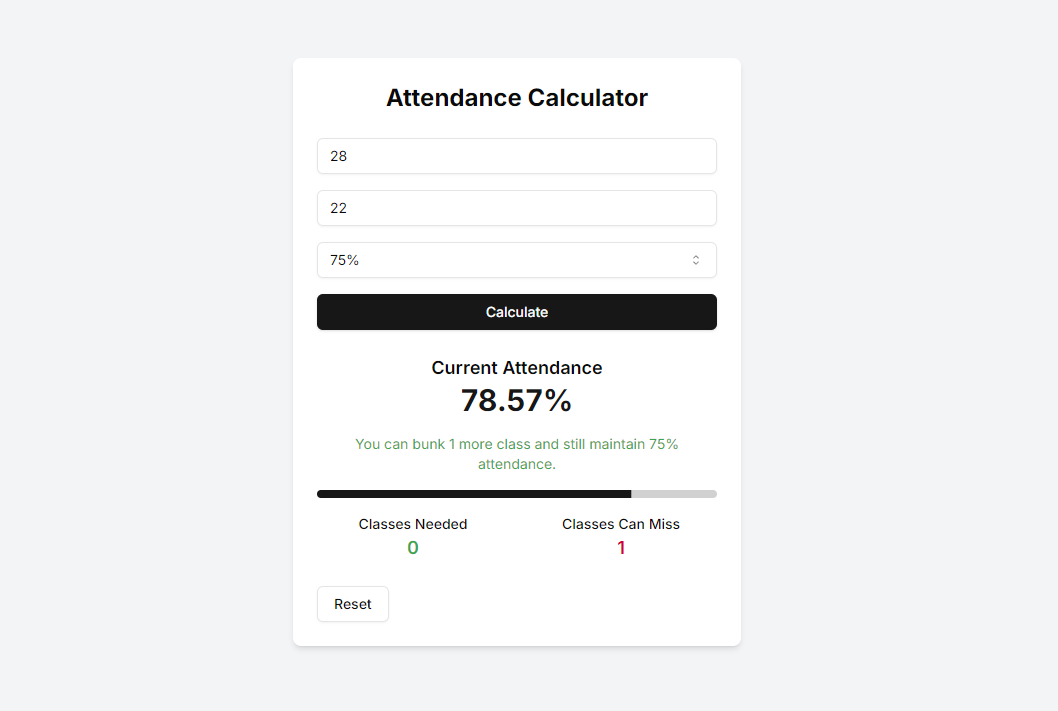 Attendance Calculator
28
22
75%
Calculate
Current Attendance
78.57%
You can bunk 1 more class and still maintain 75%
attendance.
Classes Needed
Classes Can Miss
0
1
Reset